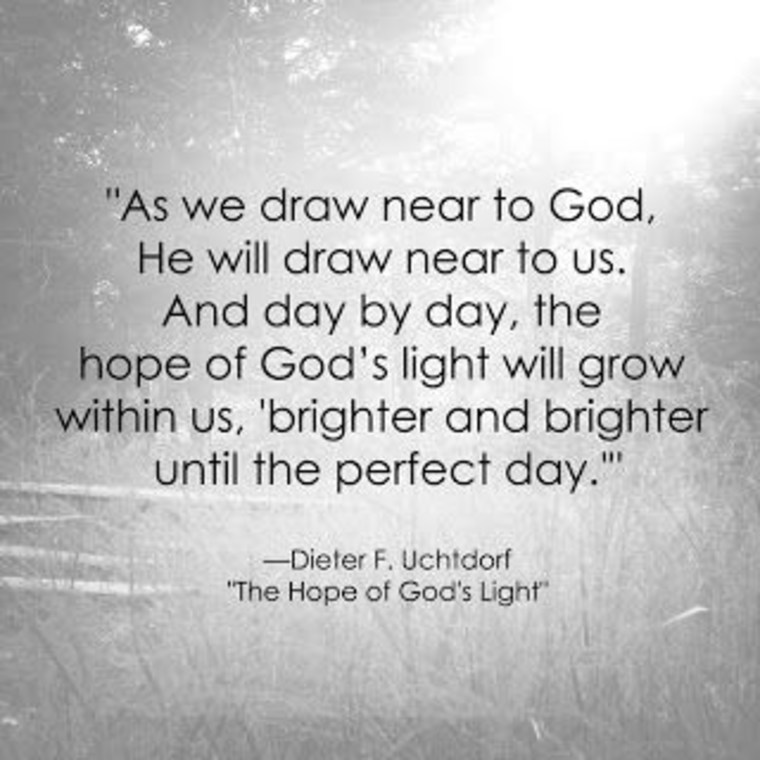 "As we draw near to God,
He will draw near to us.
And day by day, the
hope of God's light will grow
within us, 'brighter and brighter
until the perfect day.'"
—Dieter F. Uchtdorf
"The Hope of God's Light"